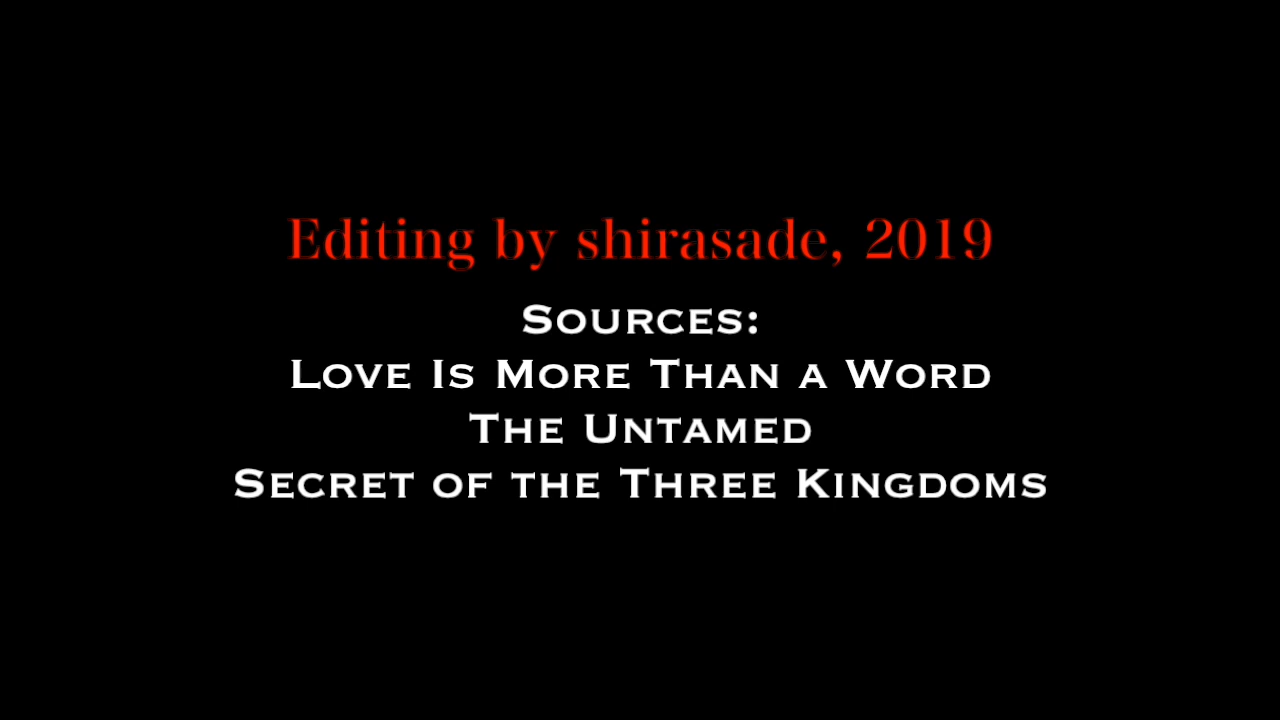 Editing by shirasade, 2019
Sources:
Love Is More Than a Word
The Untamed
Secret of the Three Kingdoms